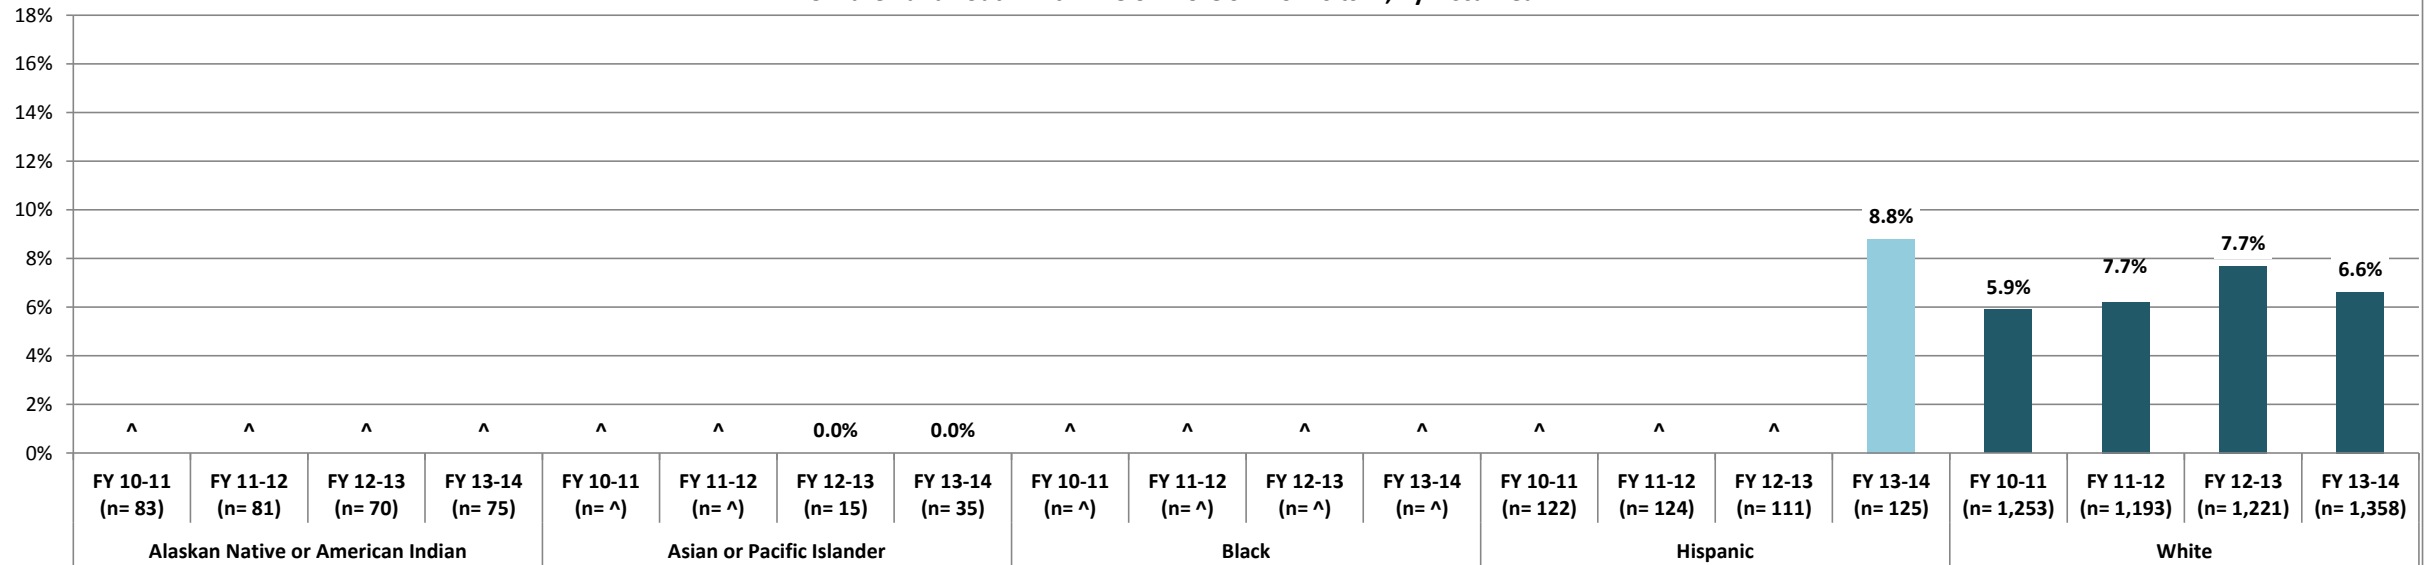 18%
16%
14%
12%
10%
8%
6%
4%
2%
0%
^ ^ ^ ^ ^ ^ 0.0% 0.0% ^ ^ ^ ^ ^ ^ ^ 8.8% 5.9% 7.7% 7.7% 6.6%
FY 10-11 FY 11-12 FY 12-13 FY 13-14 FY 10-11 FY 11-12 FY 12-13 FY 13-14 FY 10-11 FY 11-12 FY 12-13 FY 13-14 FY 10-11 FY 11-12 FY 12-13 FY 13-14 FY 10-11 FY 11-12 FY 12-13 FY 13-14
(n= 83) (n= 81) (n= 70) (n= 75) (n= ^) (n= ^) (n= 15) (n= 35) (n= ^) (n= ^) (n= ^) (n= ^) (n= 122) (n= 124) (n= 111) (n= 125) (n= 1,253) (n= 1,193) (n= 1,221) (n= 1,358)
Alaskan Native or American Indian Asian or Pacific Islander Black Hispanic White